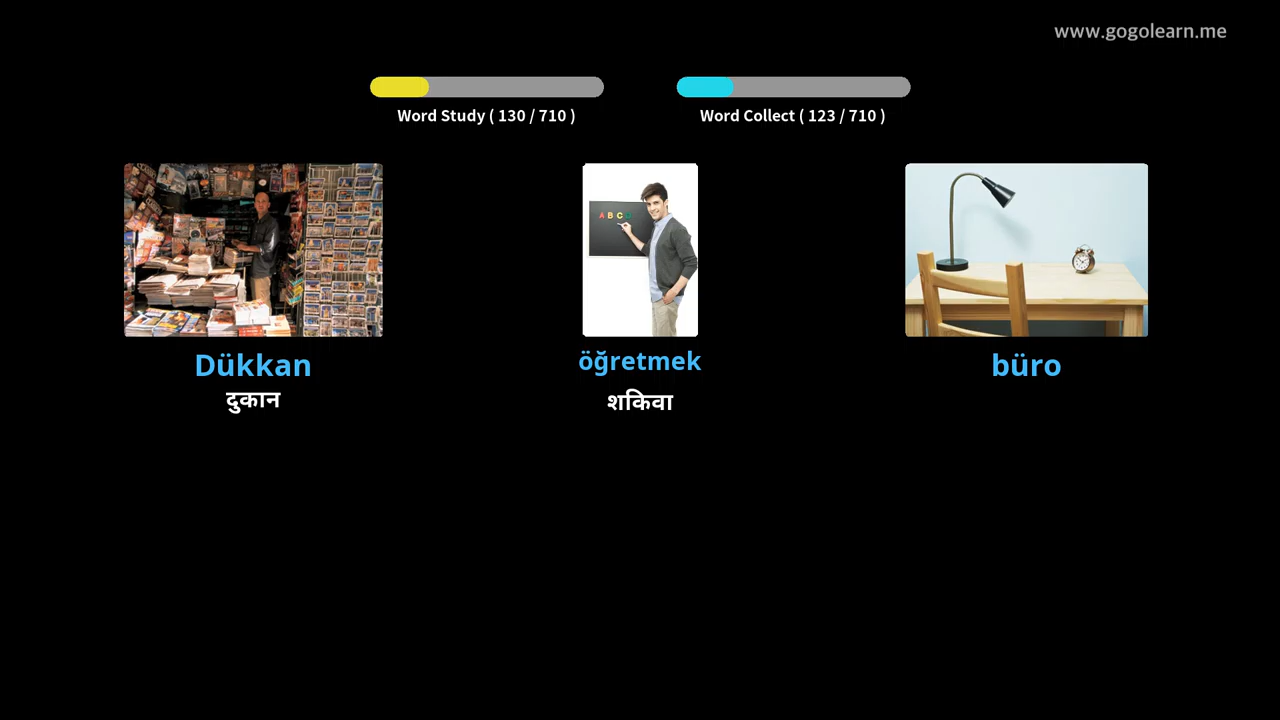 www.gogolearn.me
Word Study ( 130 / 710 )
Word Collect ( 123 / 710 )
A B C
Dükkan
öğretmek
büro
दुकान
शकिवा